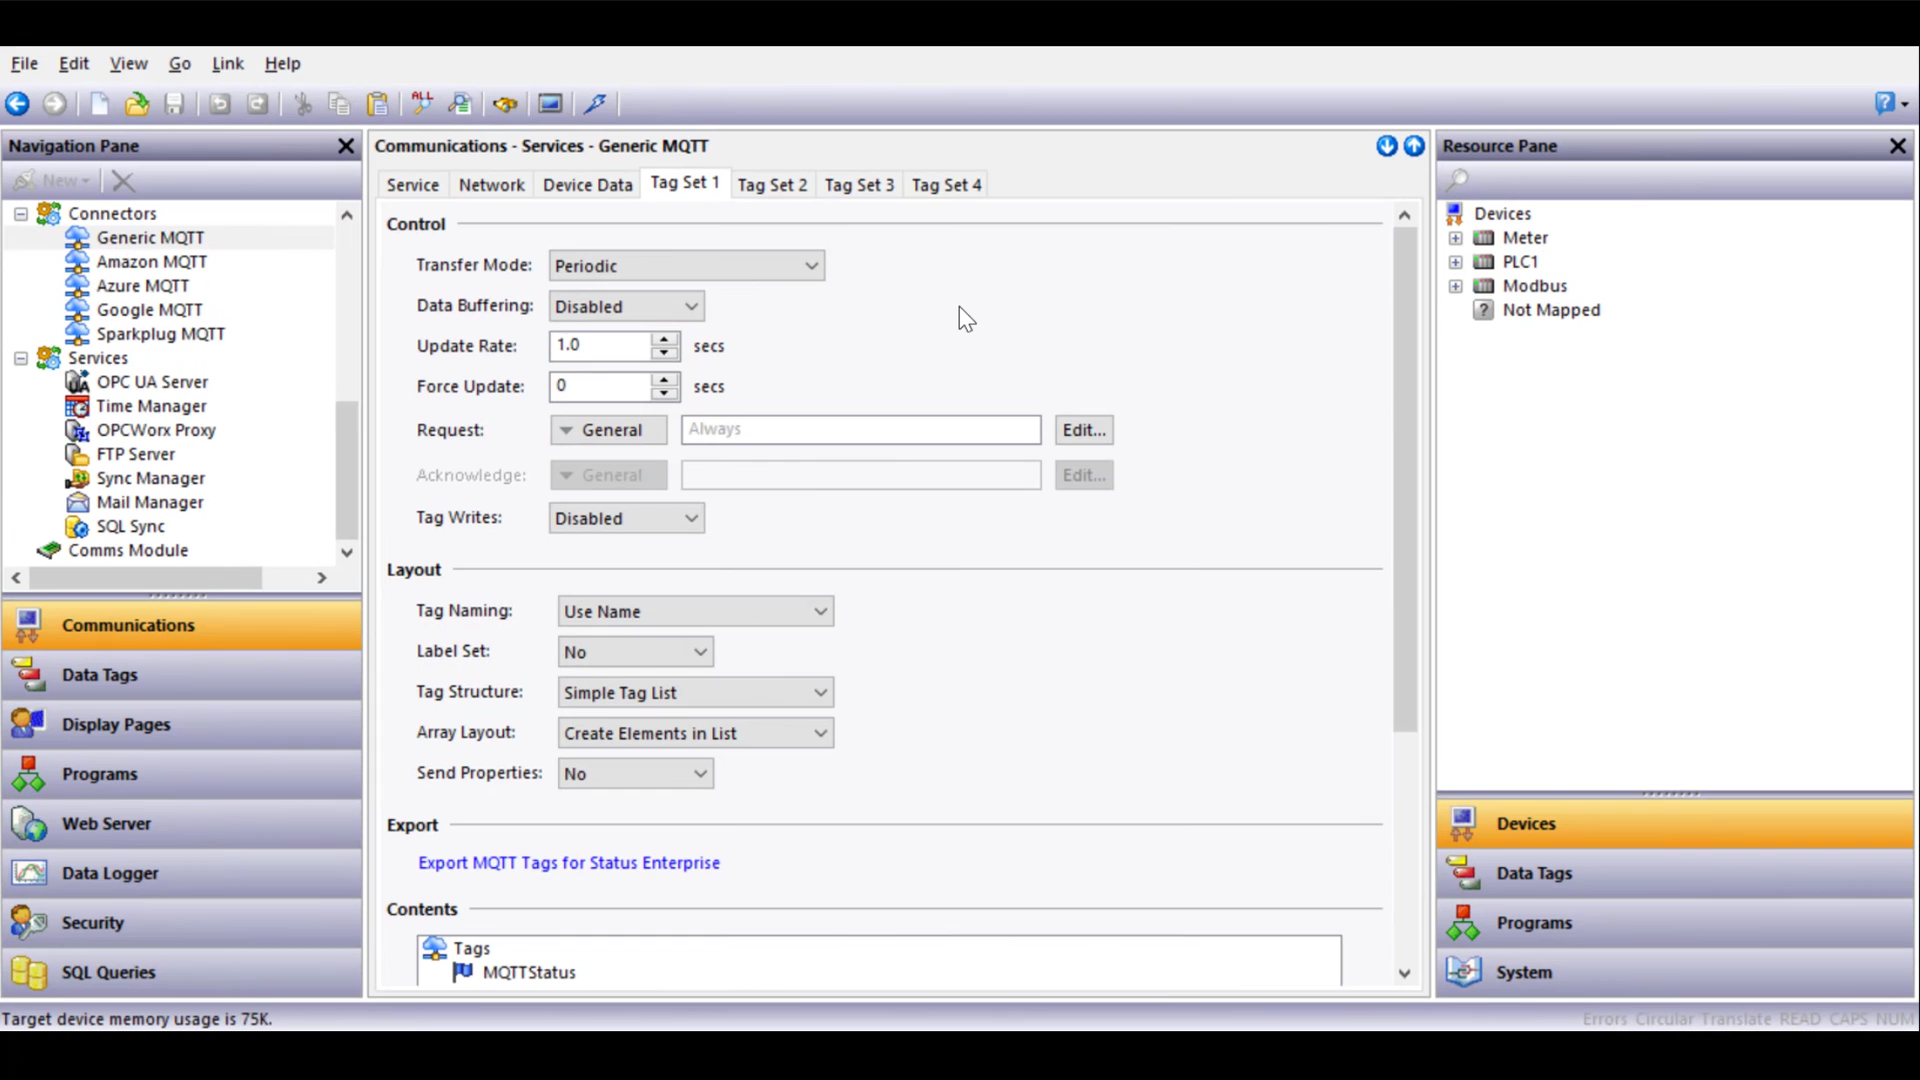 File Edit View Go Link Help
ALL
?
Navigation Pane
New
Connectors
Generic MQTT
Amazon MQTT
Azure MQTT
Google MQTT
Sparkplug MQTT
Services
OPC UA Server
Time Manager
OPCWorx Proxy
FTP Server
Sync Manager
Mail Manager
SQL Sync
Comms Module
Communications
Data Tags
Display Pages
Programs
Web Server
Data Logger
Security
SQL Queries
Communications - Services - Generic MQTT
Service Network Device Data Tag Set 1 Tag Set 2 Tag Set 3 Tag Set 4
Control
Transfer Mode: Periodic
Data Buffering: Disabled
Update Rate: 1.0 secs
Force Update: 0 secs
Request: General Always Edit...
Acknowledge: General Edit...
Tag Writes: Disabled
Layout
Tag Naming: Use Name
Label Set: No
Tag Structure: Simple Tag List
Array Layout: Create Elements in List
Send Properties: No
Export
Export MQTT Tags for Status Enterprise
Contents
Tags
MQTTStatus
Resource Pane
Devices
Meter
PLC1
Modbus
? Not Mapped
Devices
Data Tags
Programs
System
Target device memory usage is 75K.
Errors Circular Translate READ CAPS NUM